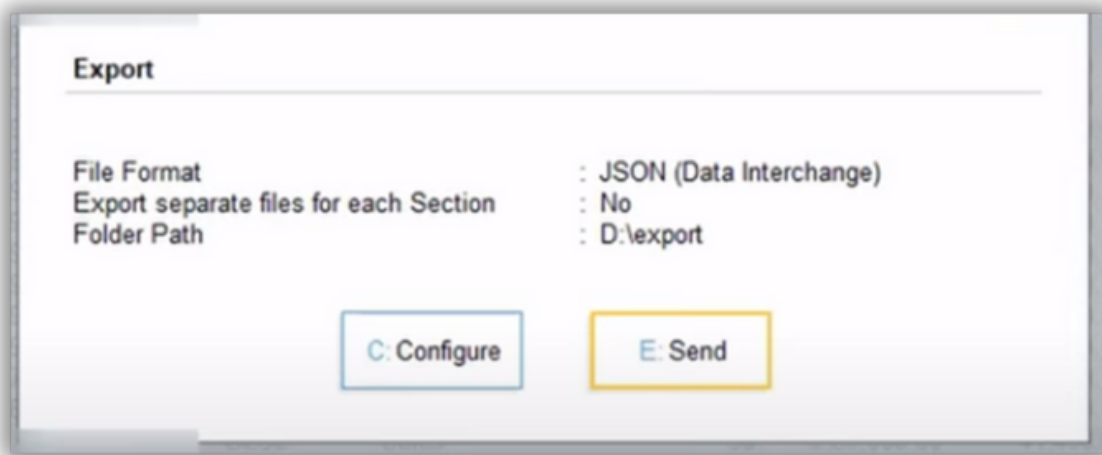 Export
File Format : JSON (Data Interchange)
Export separate files for each Section : No
Folder Path : D:\export
C: Configure E: Send